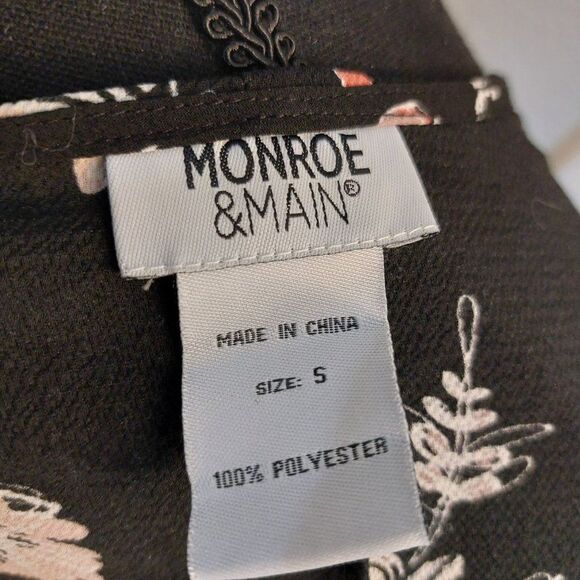 MONROE
&MAIN®
MADE IN CHINA
SIZE: S
100% POLYESTER